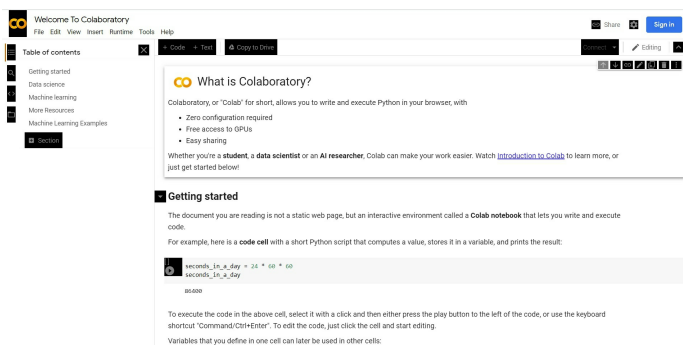 Welcome To Colaboratory
File Edit View Insert Runtime Tools Help
Share
Sign in
Table of contents
+ Code + Text Copy to Drive
Connect
Editing
Getting started
Data science
Machine learning
More Resources
Machine Learning Examples
Section
What is Colaboratory?
Colaboratory, or "Colab" for short, allows you to write and execute Python in your browser, with
• Zero configuration required
• Free access to GPUs
• Easy sharing
Whether you're a student, a data scientist or an AI researcher, Colab can make your work easier. Watch Introduction to Colab to learn more, or
just get started below!
Getting started
The document you are reading is not a static web page, but an interactive environment called a Colab notebook that lets you write and execute
code.
For example, here is a code cell with a short Python script that computes a value, stores it in a variable, and prints the result:
seconds_in_a_day = 24 * 60 * 60
seconds_in_a_day
86400
To execute the code in the above cell, select it with a click and then either press the play button to the left of the code, or use the keyboard
shortcut "Command/Ctrl+Enter". To edit the code, just click the cell and start editing.
Variables that you define in one cell can later be used in other cells: